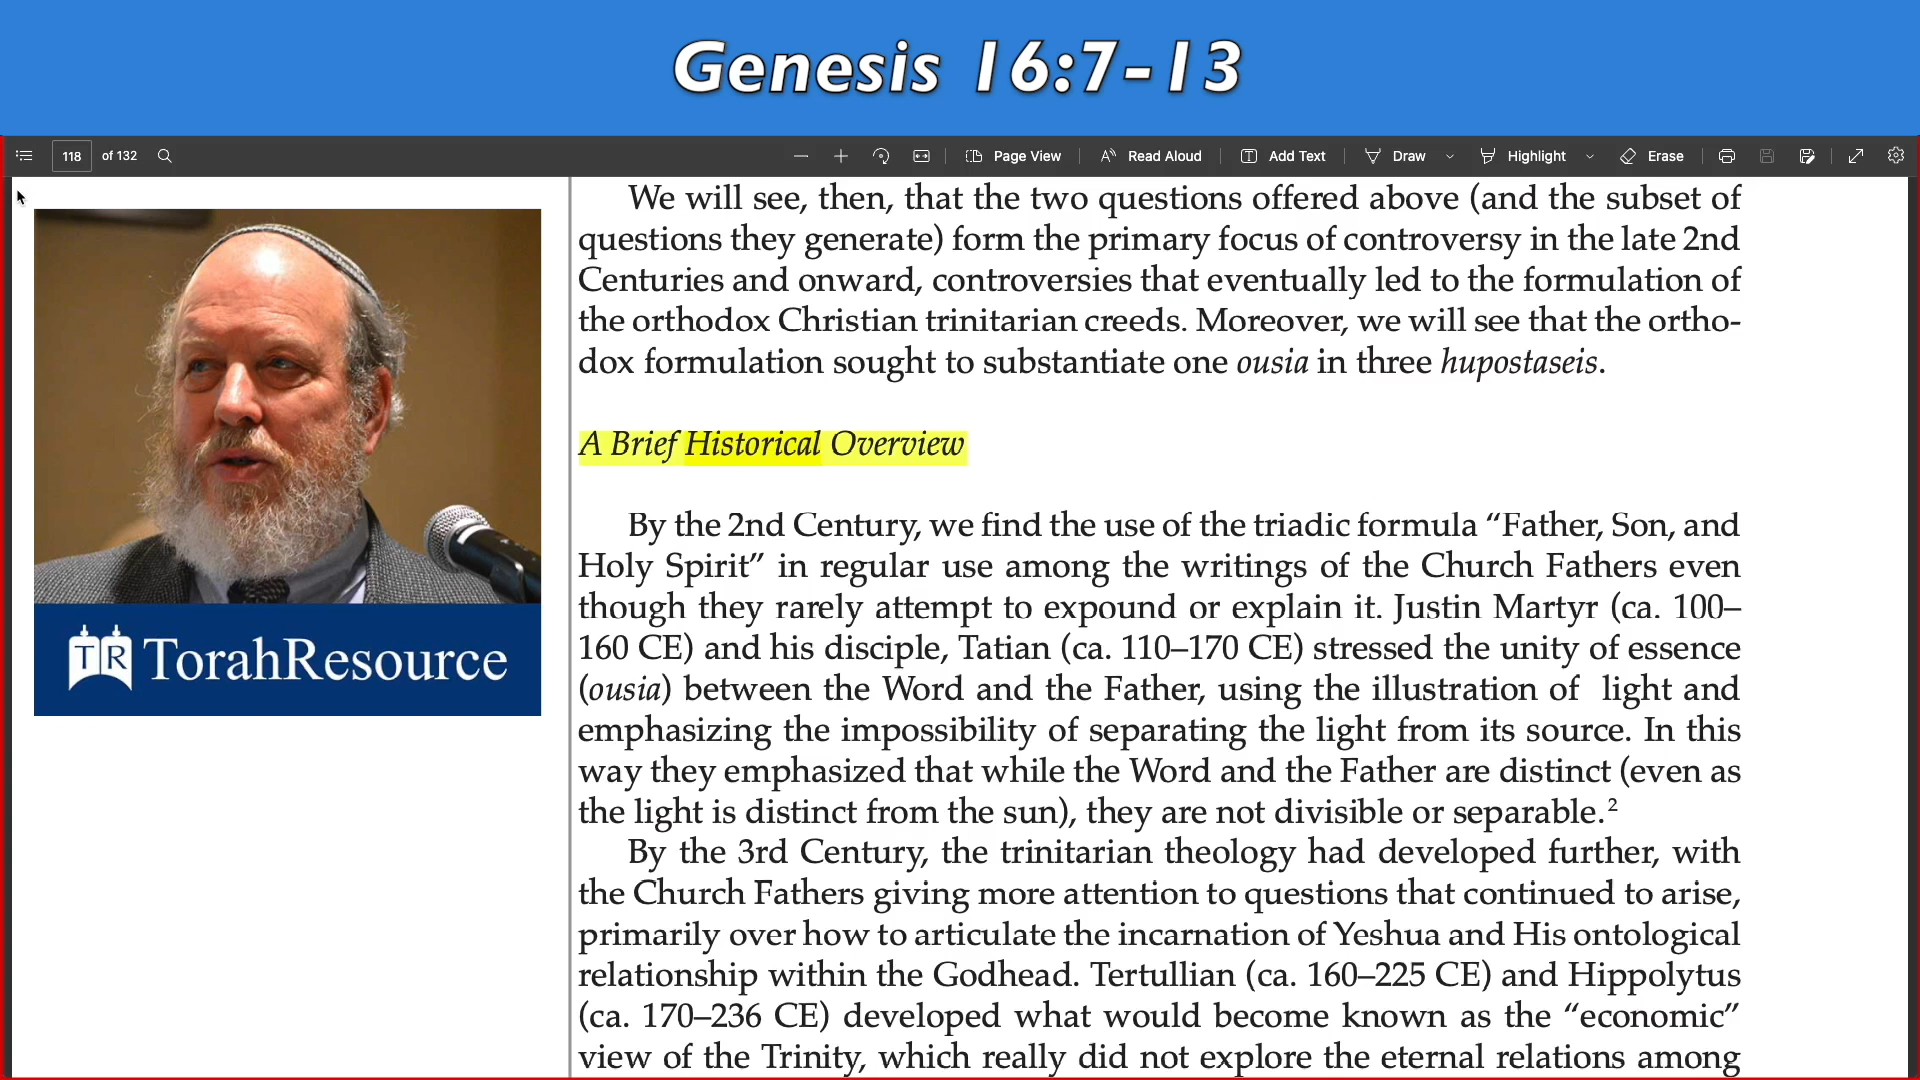 Genesis 16:7-13
118 of 132
Page View
Read Aloud
Add Text
Draw
Highlight
Erase
TR TorahResource
We will see, then, that the two questions offered above (and the subset of
questions they generate) form the primary focus of controversy in the late 2nd
Centuries and onward, controversies that eventually led to the formulation of
the orthodox Christian trinitarian creeds. Moreover, we will see that the ortho-
dox formulation sought to substantiate one ousia in three hupostaseis.
A Brief Historical Overview
By the 2nd Century, we find the use of the triadic formula “Father, Son, and
Holy Spirit” in regular use among the writings of the Church Fathers even
though they rarely attempt to expound or explain it. Justin Martyr (ca. 100–
160 CE) and his disciple, Tatian (ca. 110–170 CE) stressed the unity of essence
(ousia) between the Word and the Father, using the illustration of light and
emphasizing the impossibility of separating the light from its source. In this
way they emphasized that while the Word and the Father are distinct (even as
the light is distinct from the sun), they are not divisible or separable.²
By the 3rd Century, the trinitarian theology had developed further, with
the Church Fathers giving more attention to questions that continued to arise,
primarily over how to articulate the incarnation of Yeshua and His ontological
relationship within the Godhead. Tertullian (ca. 160–225 CE) and Hippolytus
(ca. 170–236 CE) developed what would become known as the “economic”
view of the Trinity, which really did not explore the eternal relations among